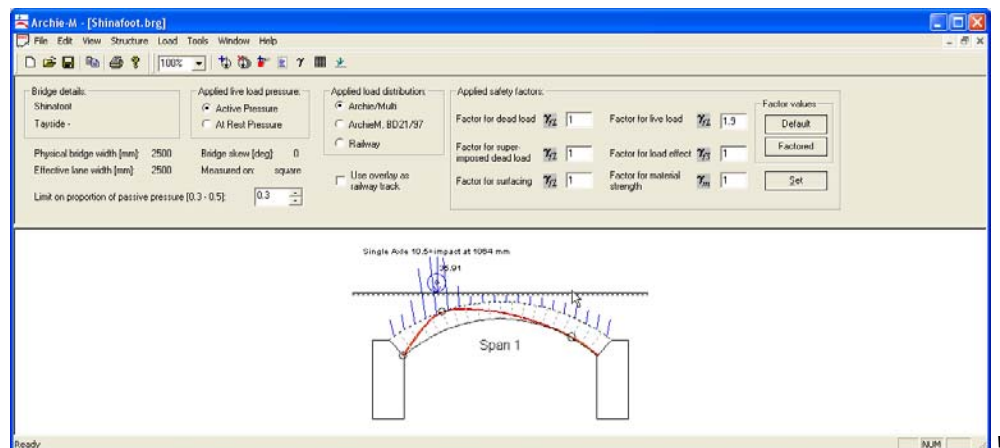 Archie-M - [Shinafoot.brg]
File Edit View Structure Load Tools Window Help
100%
Bridge details:
Shinafoot
Tayside -
Physical bridge width [mm]: 2500
Effective lane width [mm]: 2500
Bridge skew [deg]: 0
Measured on: square
Limit on proportion of passive pressure [0.3 - 0.5]: 0.3
Applied live load pressure:
Active Pressure
At Rest Pressure
Applied load distribution:
Archie/Multi
ArchieM, BD21/97
Railway
Use overlay as
railway track.
Applied safety factors:
Factor for dead load γfL 1
Factor for super-
imposed dead load γfL 1
Factor for surfacing γfL 1
Factor for live load γfL 1.9
Factor for load effect γf3 1
Factor for material
strength γm 1
Factor values
Default
Factored
Set
Single Axle 10.5+impact at 1064 mm
Span 1
Ready
NUM